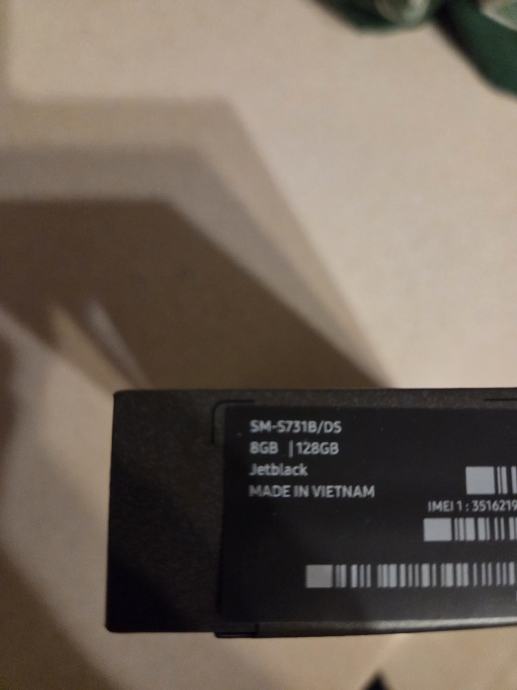 SM-S731B/DS
8GB | 128GB
Jetblack
MADE IN VIETNAM
IMEI 1 : 3516219